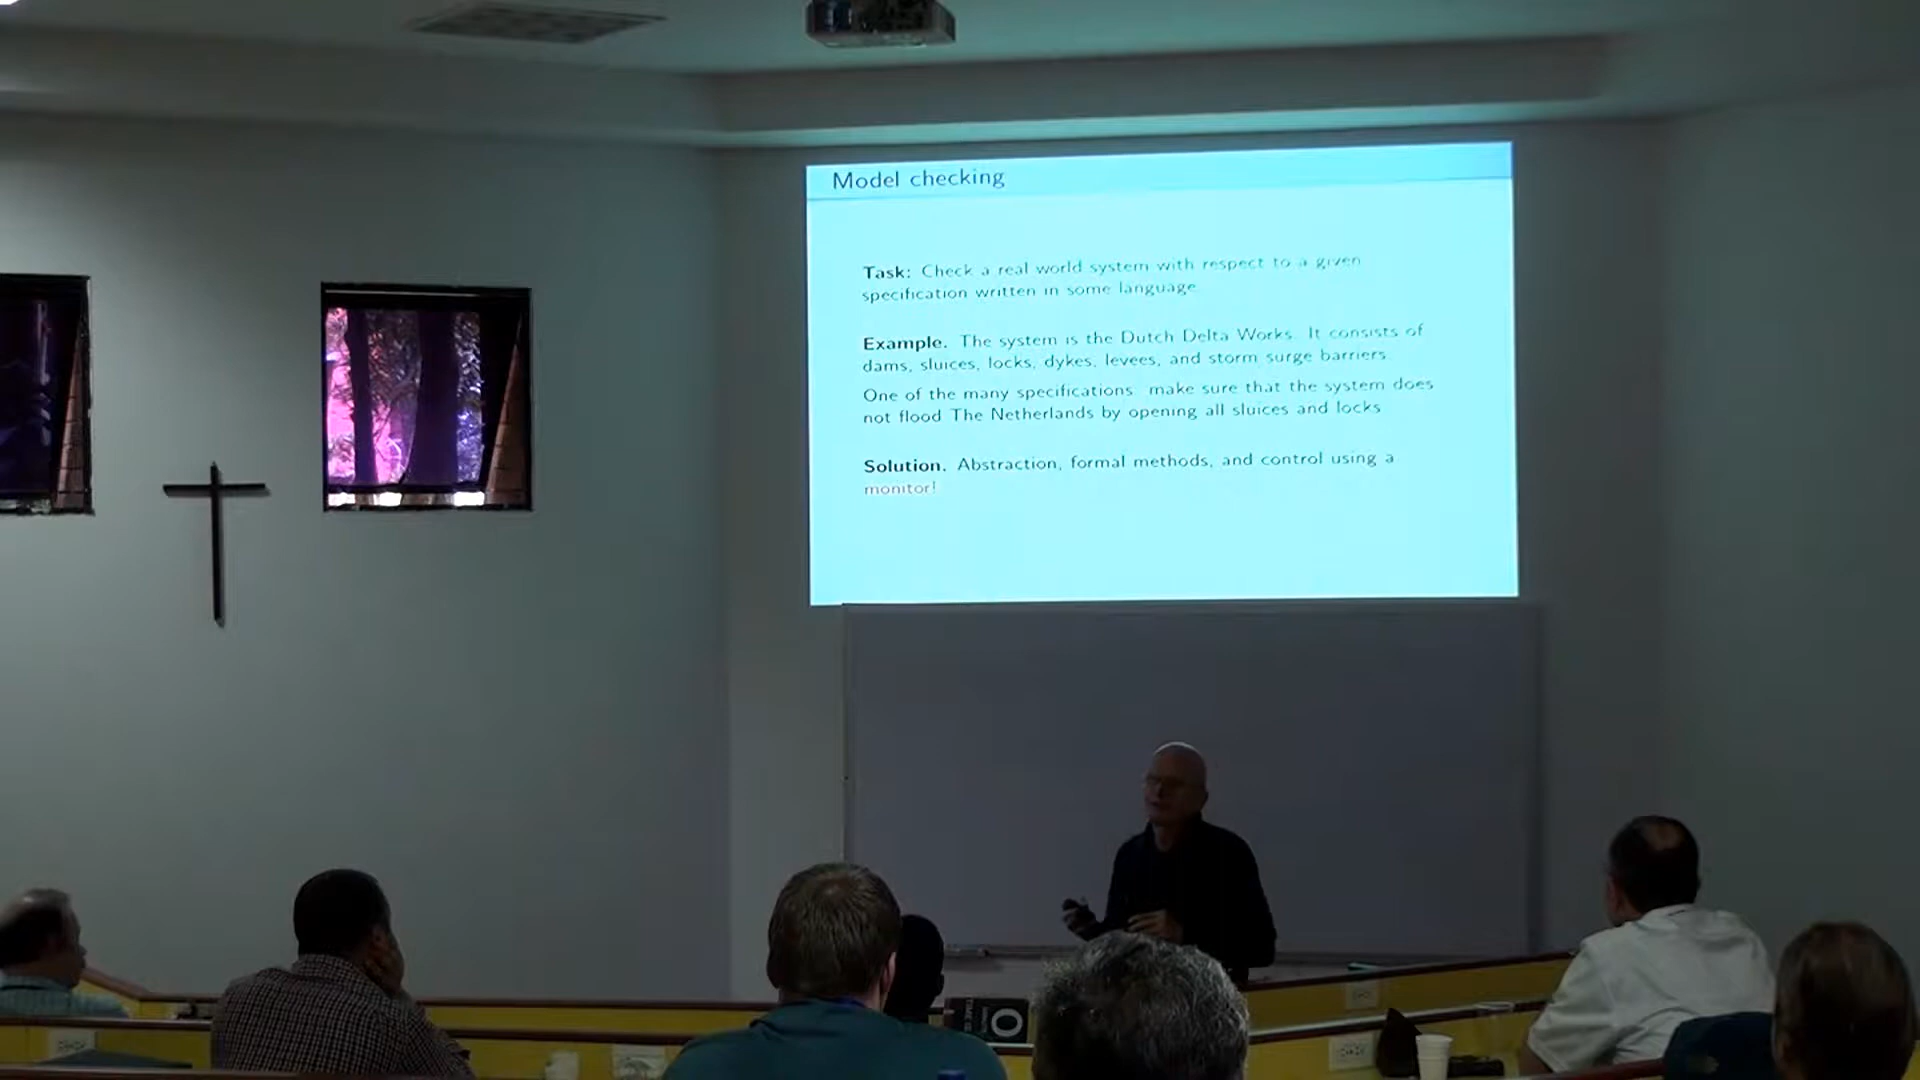 Model checking
Task: Check a real world system with respect to a given
specification written in some language
Example. The system is the Dutch Delta Works. It consists of
dams, sluices, locks, dykes, levees, and storm surge barriers
One of the many specifications make sure that the system does
not flood The Netherlands by opening all sluices and locks
Solution. Abstraction, formal methods, and control using a
monitor!